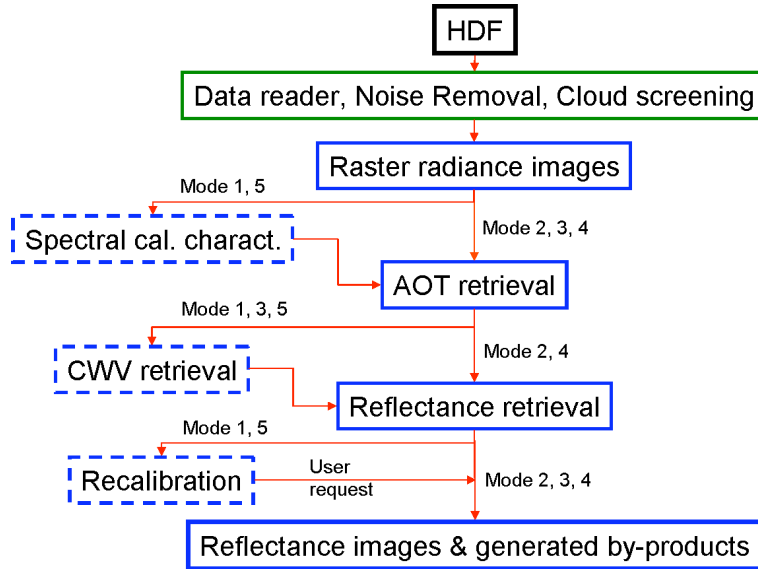 HDF
Data reader, Noise Removal, Cloud screening
Raster radiance images
Mode 1, 5
Mode 2, 3, 4
Spectral cal. charact.
AOT retrieval
Mode 1, 3, 5
Mode 2, 4
CWV retrieval
Reflectance retrieval
Mode 1, 5
Recalibration
User
request
Mode 2, 3, 4
Reflectance images & generated by-products